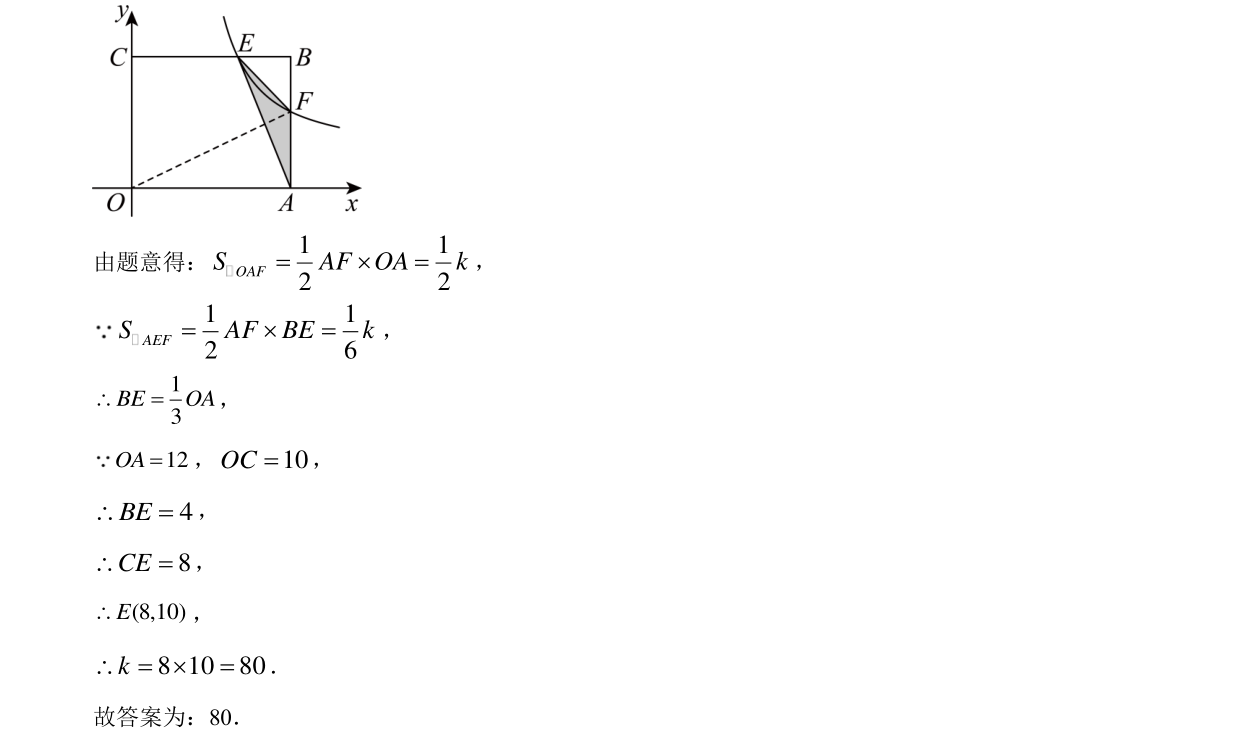 y
C E B
F
O A x
由题意得：S□OAF = 1/2 AF×OA = 1/2 k，
∵S□AEF = 1/2 AF×BE = 1/6 k，
∴BE = 1/3 OA，
∵OA=12，OC=10，
∴BE=4，
∴CE=8，
∴E(8,10)，
∴k=8×10=80．
故答案为：80．